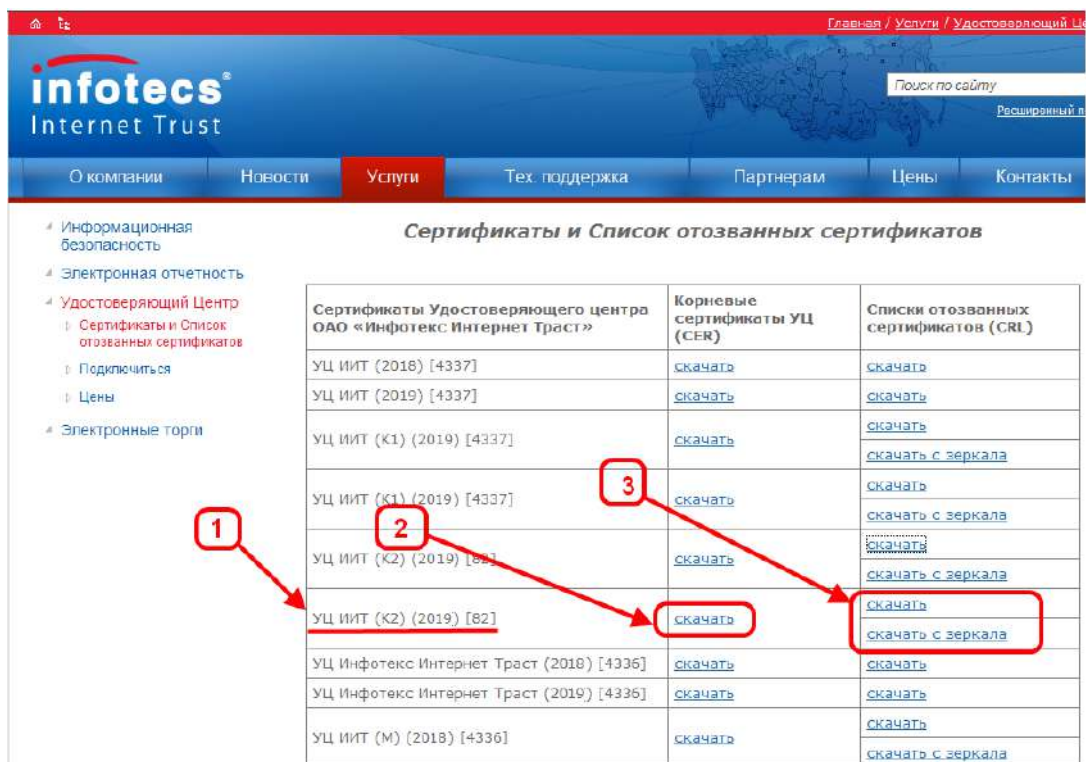 Главная / Услуги / Удостоверяющий
infotecs®
Internet Trust
Поиск по сайту
Расширенный
О компании Новости Услуги Тех. поддержка Партнерам Цены Контакты
Информационная
безопасность
Электронная отчетность
Удостоверяющий Центр
Сертификаты и Список
отозванных сертификатов
Подключиться
Цены
Электронные торги
Сертификаты и Список отозванных сертификатов
Сертификаты Удостоверяющего центра
ОАО «Инфотекс Интернет Траст»
Корневые
сертификаты УЦ
(CER)
Списки отозванных
сертификатов (CRL)
УЦ ИИТ (2018) [4337] скачать скачать
УЦ ИИТ (2019) [4337] скачать скачать
УЦ ИИТ (К1) (2019) [4337] скачать скачать
скачать с зеркала
3
УЦ ИИТ (К1) (2019) [4337] скачать скачать
скачать с зеркала
1
2
УЦ ИИТ (К2) (2019) [82] скачать скачать
скачать с зеркала
УЦ ИИТ (К2) (2019) [82] скачать скачать
скачать с зеркала
УЦ Инфотекс Интернет Траст (2018) [4336] скачать скачать
УЦ Инфотекс Интернет Траст (2019) [4336] скачать скачать
УЦ ИИТ (М) (2018) [4336] скачать скачать
скачать с зеркала